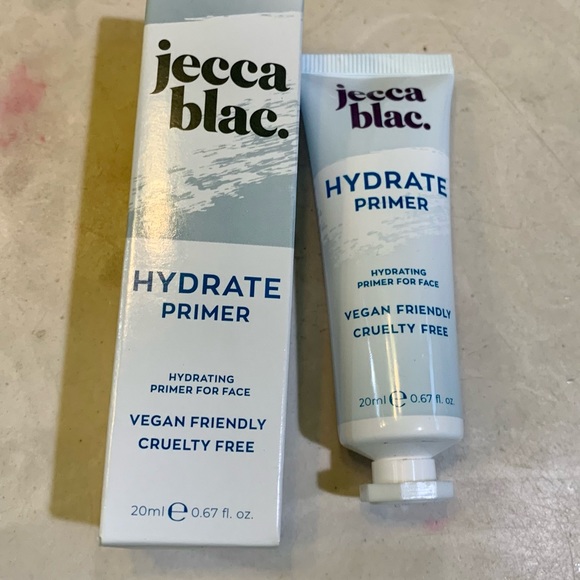 jecca
blac.
HYDRATE
PRIMER
HYDRATING
PRIMER FOR FACE
VEGAN FRIENDLY
CRUELTY FREE
20ml e 0.67 fl. oz.
jecca
blac.
HYDRATE
PRIMER
HYDRATING
PRIMER FOR FACE
VEGAN FRIENDLY
CRUELTY FREE
20ml e 0.67 fl. oz.